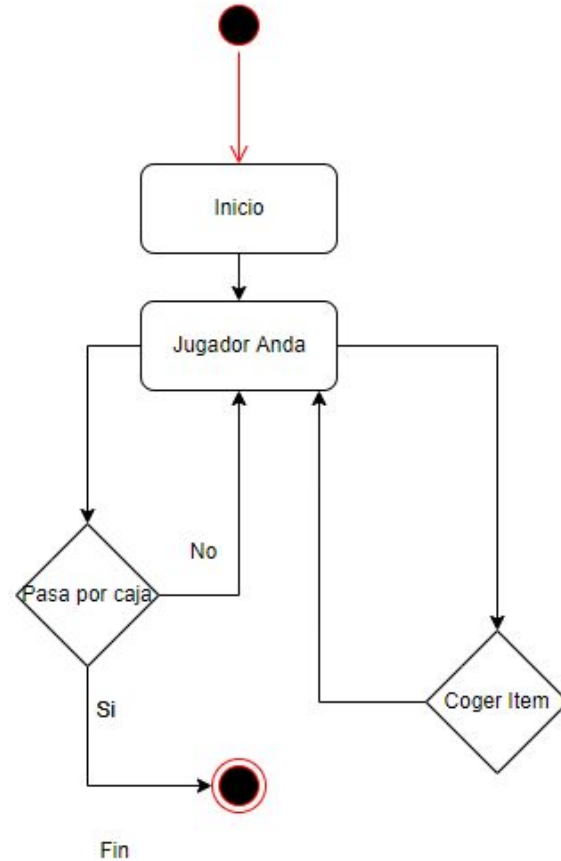 Inicio
Jugador Anda
No
Pasa por caja
Coger Item
Si
Fin